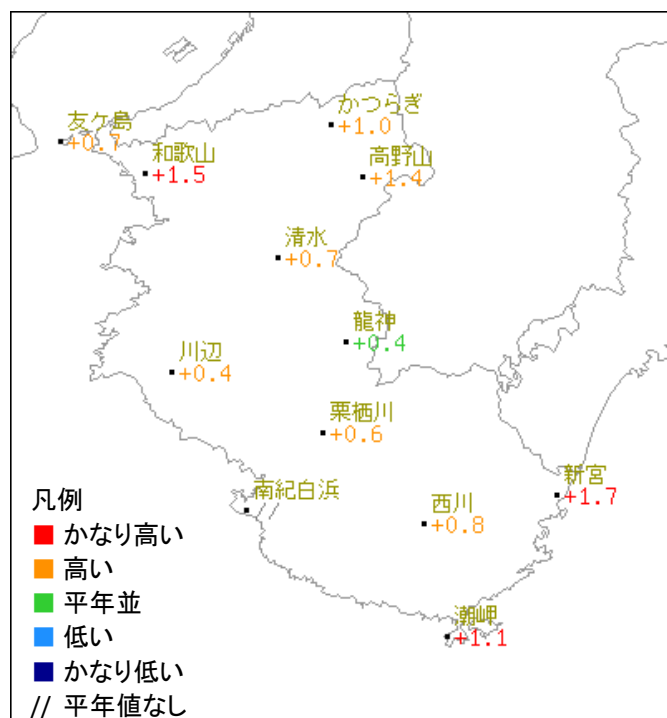 友ケ島
+0.7
和歌山
+1.5
かつらぎ
+1.0
高野山
+1.4
清水
+0.7
龍神
+0.4
川辺
+0.4
栗栖川
+0.6
南紀白浜
//
西川
+0.8
新宮
+1.7
潮岬
+1.1
凡例
かなり高い
高い
平年並
低い
かなり低い
// 平年値なし